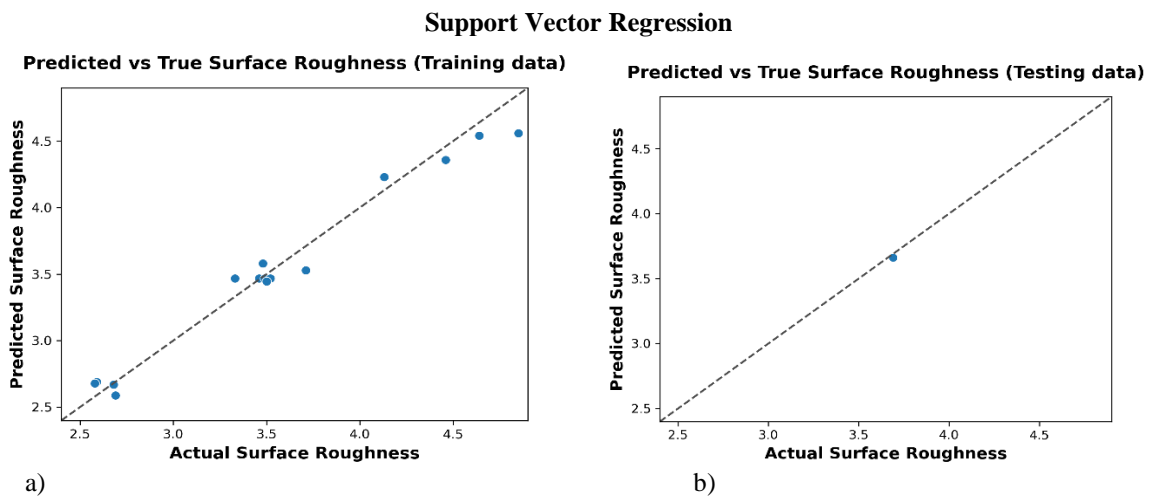 Support Vector Regression
Predicted vs True Surface Roughness (Training data)
4.5
4.0
3.5
3.0
2.5
Predicted Surface Roughness
2.5 3.0 3.5 4.0 4.5
Actual Surface Roughness
a)
Predicted vs True Surface Roughness (Testing data)
4.5
4.0
3.5
3.0
2.5
Predicted Surface Roughness
2.5 3.0 3.5 4.0 4.5
Actual Surface Roughness
b)